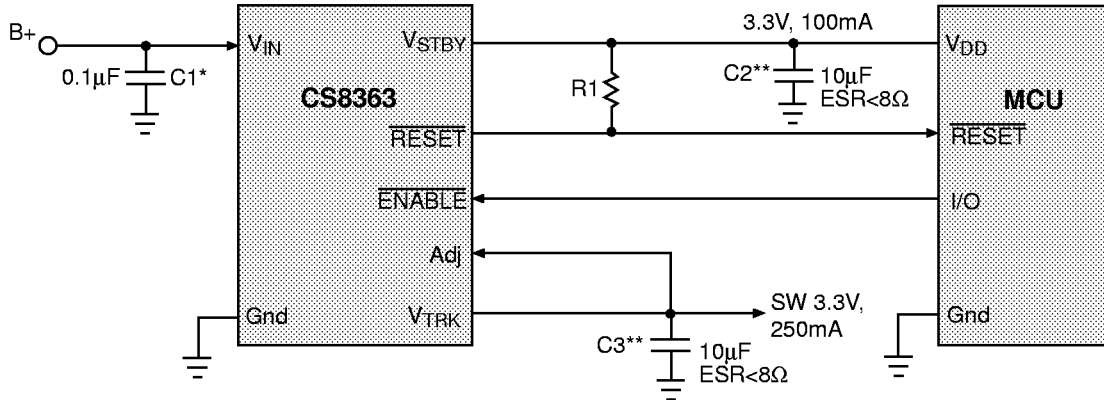 B+
0.1µF
C1*
VIN
CS8363
Gnd
VSTBY
RESET
ENABLE
Adj
VTRK
R1
3.3V, 100mA
C2**
10µF
ESR<8Ω
SW 3.3V,
250mA
C3**
10µF
ESR<8Ω
VDD
MCU
RESET
I/O
Gnd